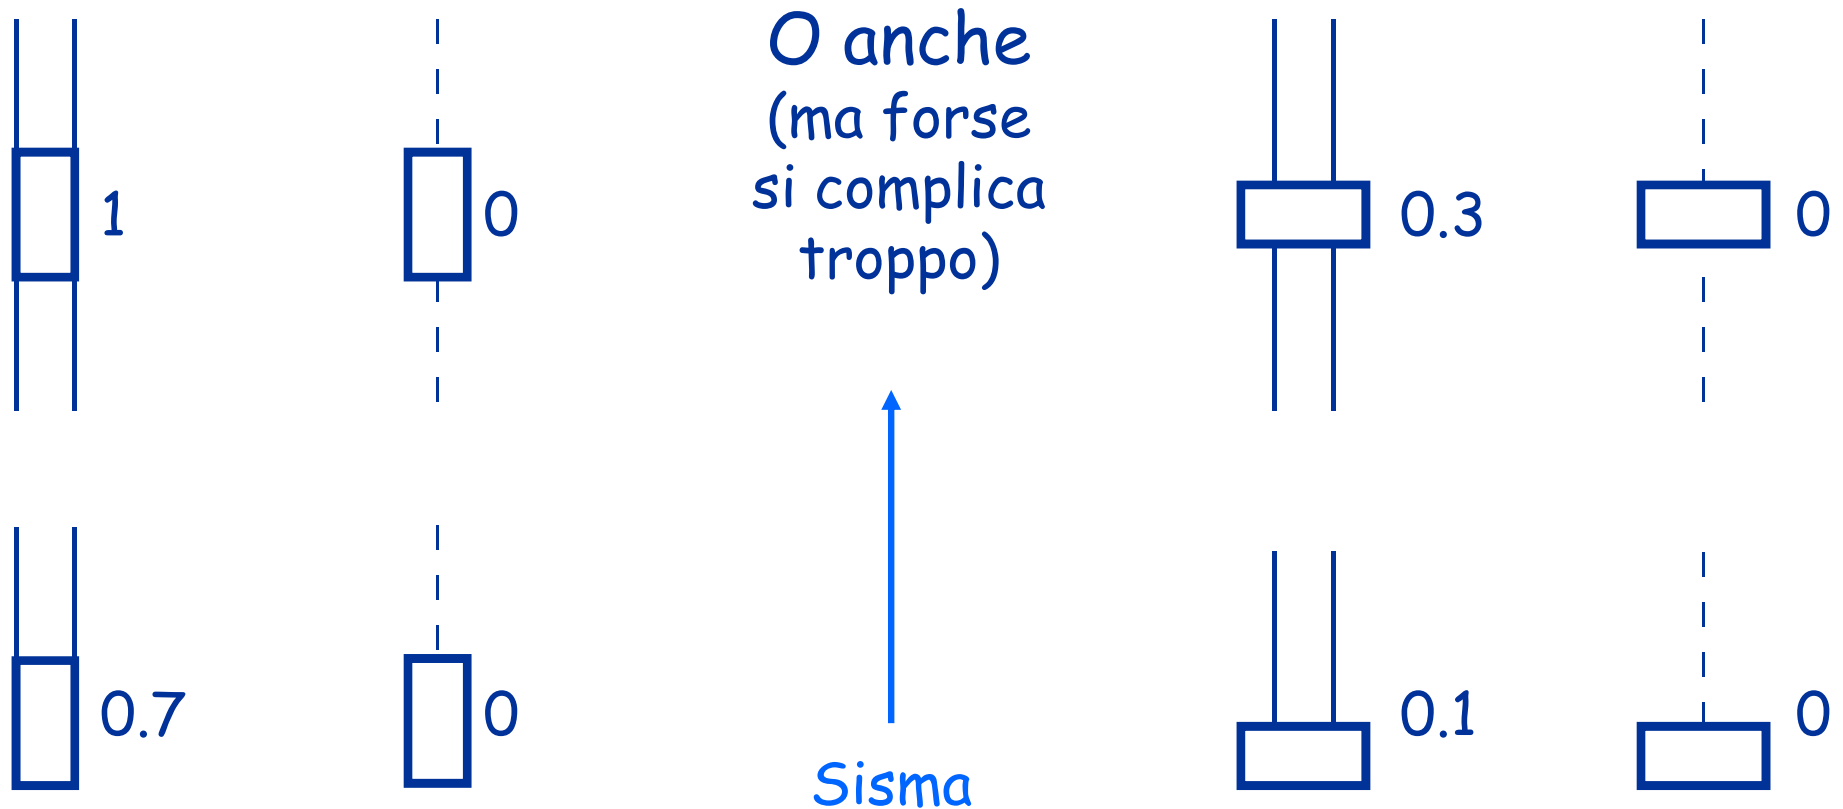 O anche
(ma forse
si complica
troppo)
1
0
0.3
0
0.7
0
0.1
0
Sisma